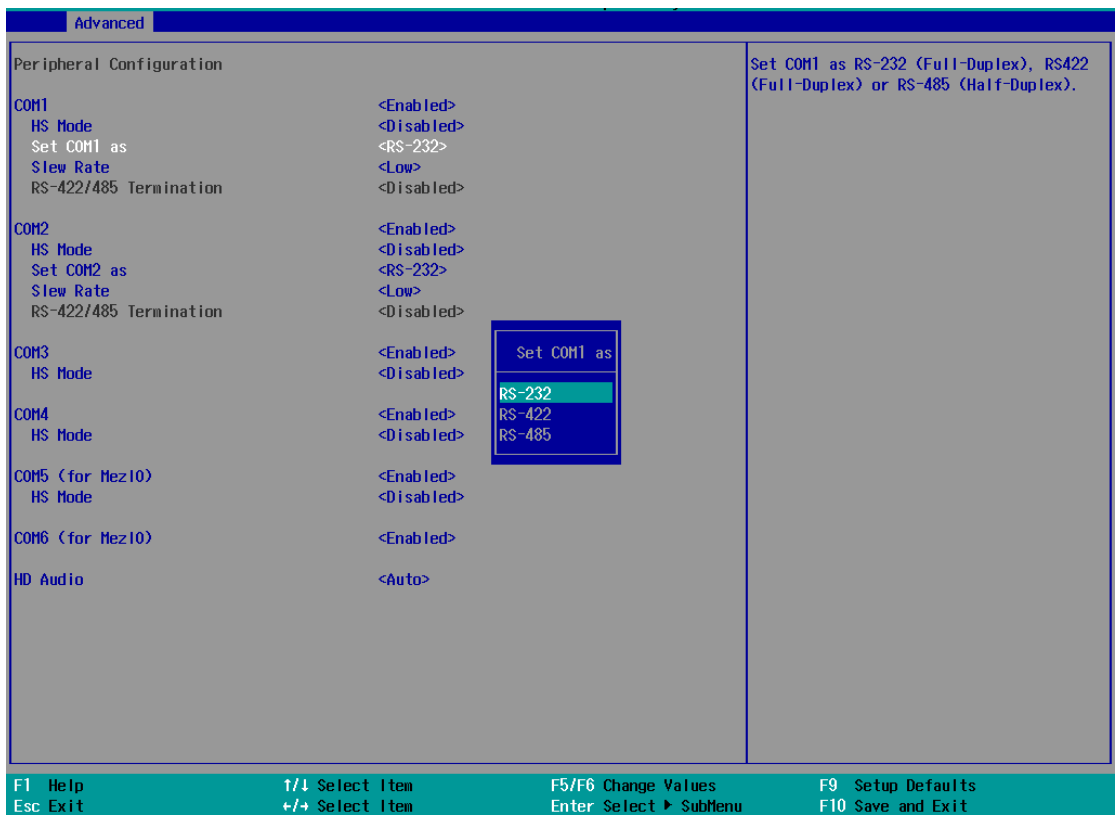 Advanced
Peripheral Configuration
Set COM1 as RS-232 (Full-Duplex), RS422
(Full-Duplex) or RS-485 (Half-Duplex).
COM1 <Enabled>
HS Mode <Disabled>
Set COM1 as <RS-232>
Slew Rate <Low>
RS-422/485 Termination <Disabled>
COM2 <Enabled>
HS Mode <Disabled>
Set COM2 as <RS-232>
Slew Rate <Low>
RS-422/485 Termination <Disabled>
COM3 <Enabled>
HS Mode <Disabled>
COM4 <Enabled>
HS Mode <Disabled>
COM5 (for MezIO) <Enabled>
HS Mode <Disabled>
COM6 (for MezIO) <Enabled>
HD Audio <Auto>
Set COM1 as
RS-232
RS-422
RS-485
F1 Help ↑/↓ Select Item F5/F6 Change Values F9 Setup Defaults
Esc Exit ←/→ Select Item Enter Select ▶ SubMenu F10 Save and Exit